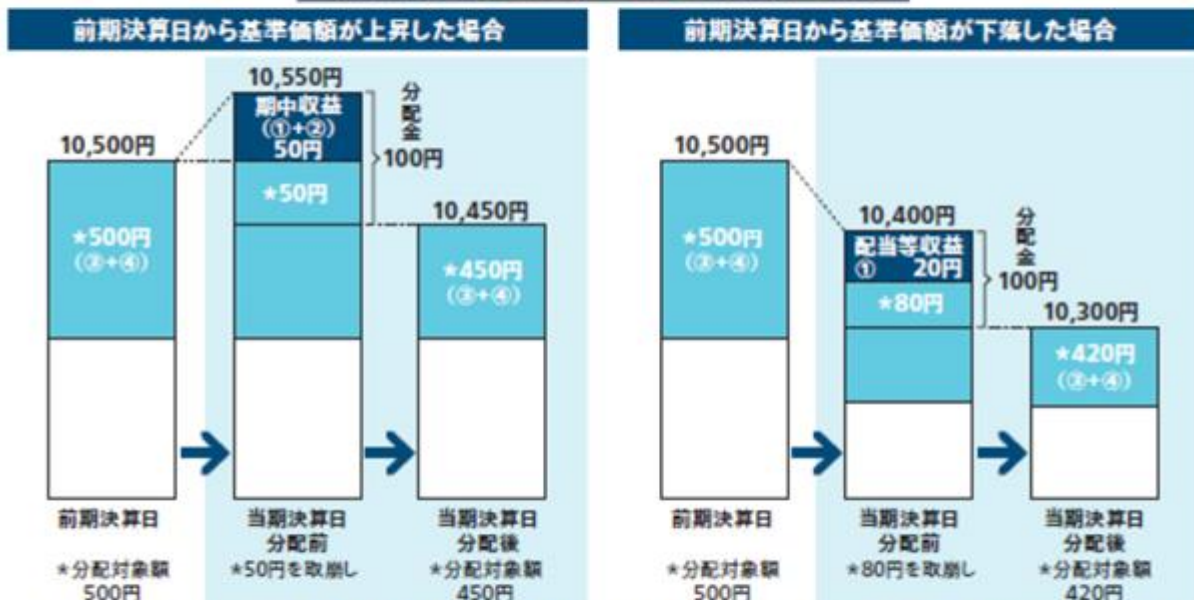 前期決算日から基準価額が上昇した場合
10,550円
期中収益
(①+②)
50円
分配金
100円
10,500円
*500円
(③+④)
*50円
10,450円
*450円
(③+④)
前期決算日
当期決算日
分配前
当期決算日
分配後
*分配対象額
500円
*50円を取崩し
*分配対象額
450円
前期決算日から基準価額が下落した場合
10,500円
*500円
(③+④)
10,400円
配当等収益
① 20円
*80円
分配金
100円
10,300円
*420円
(③+④)
前期決算日
当期決算日
分配前
当期決算日
分配後
*分配対象額
500円
*80円を取崩し
*分配対象額
420円